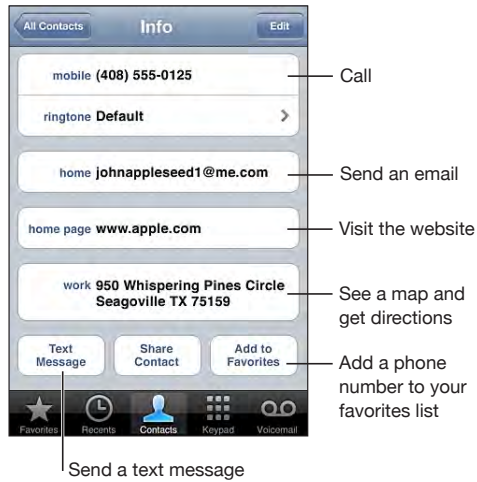 All Contacts
Info
Edit
mobile (408) 555-0125
Call
ringtone Default
home johnappleseed1@me.com
Send an email
home page www.apple.com
Visit the website
work 950 Whispering Pines Circle
Seagoville TX 75159
See a map and
get directions
Text
Message
Share
Contact
Add to
Favorites
Add a phone
number to your
favorites list
Favorites
Recents
Contacts
Keypad
Voicemail
Send a text message